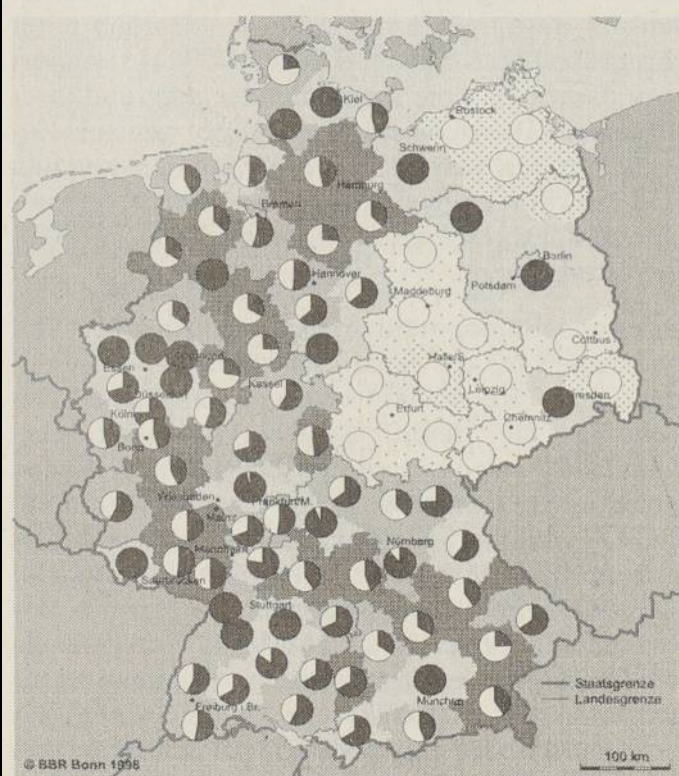 Kiel
Rostock
Schwerin
Hamburg
Bremen
Berlin
Hannover
Potsdam
Magdeburg
Cottbus
Essen
Halle/S.
Düsseldorf
Kassel
Leipzig
Köln
Dresden
Erfurt
Chemnitz
Bonn
Wiesbaden
Frankfurt/M.
Mainz
Mannheim
Nürnberg
Saarbrücken
Stuttgart
Staatsgrenze
Landesgrenze
München
Freiburg i.Br.
© BBR Bonn 1998
100 km